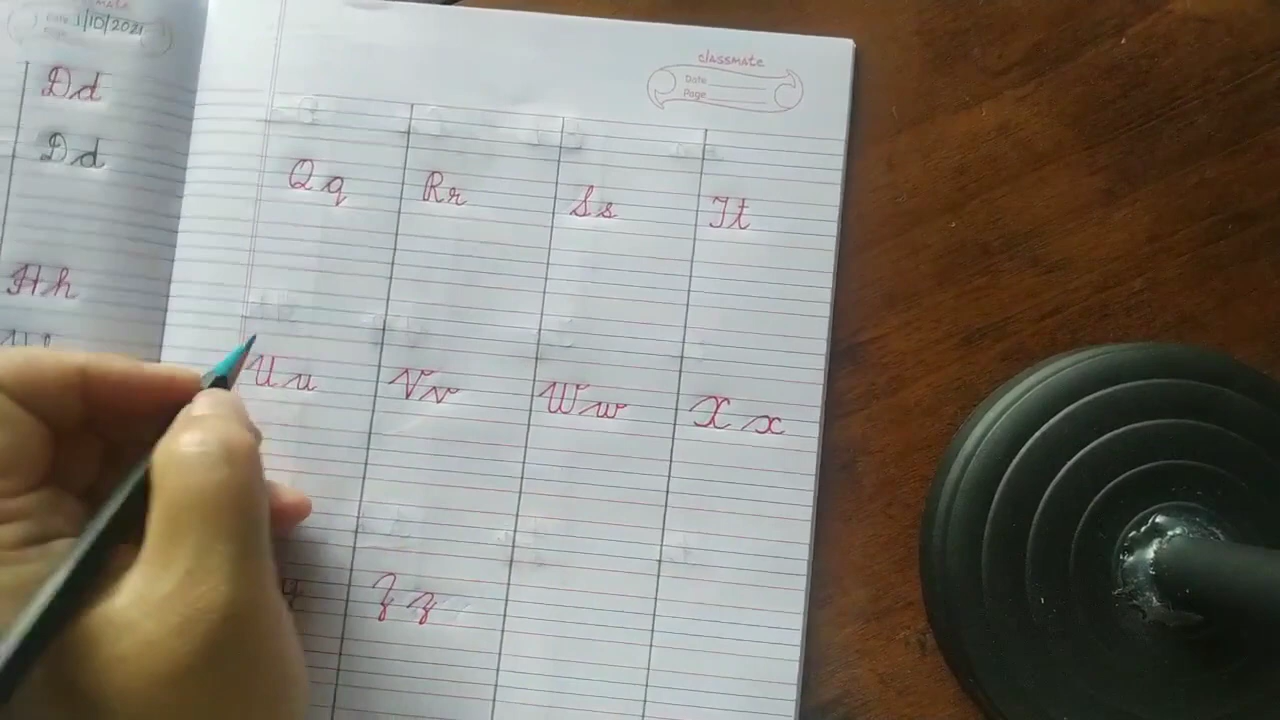 1/10/2021
Dd
Dd
Hh
classmate
Date
Page
Qq Rr Ss Tt
Uu Vv Ww Xx
y Zz